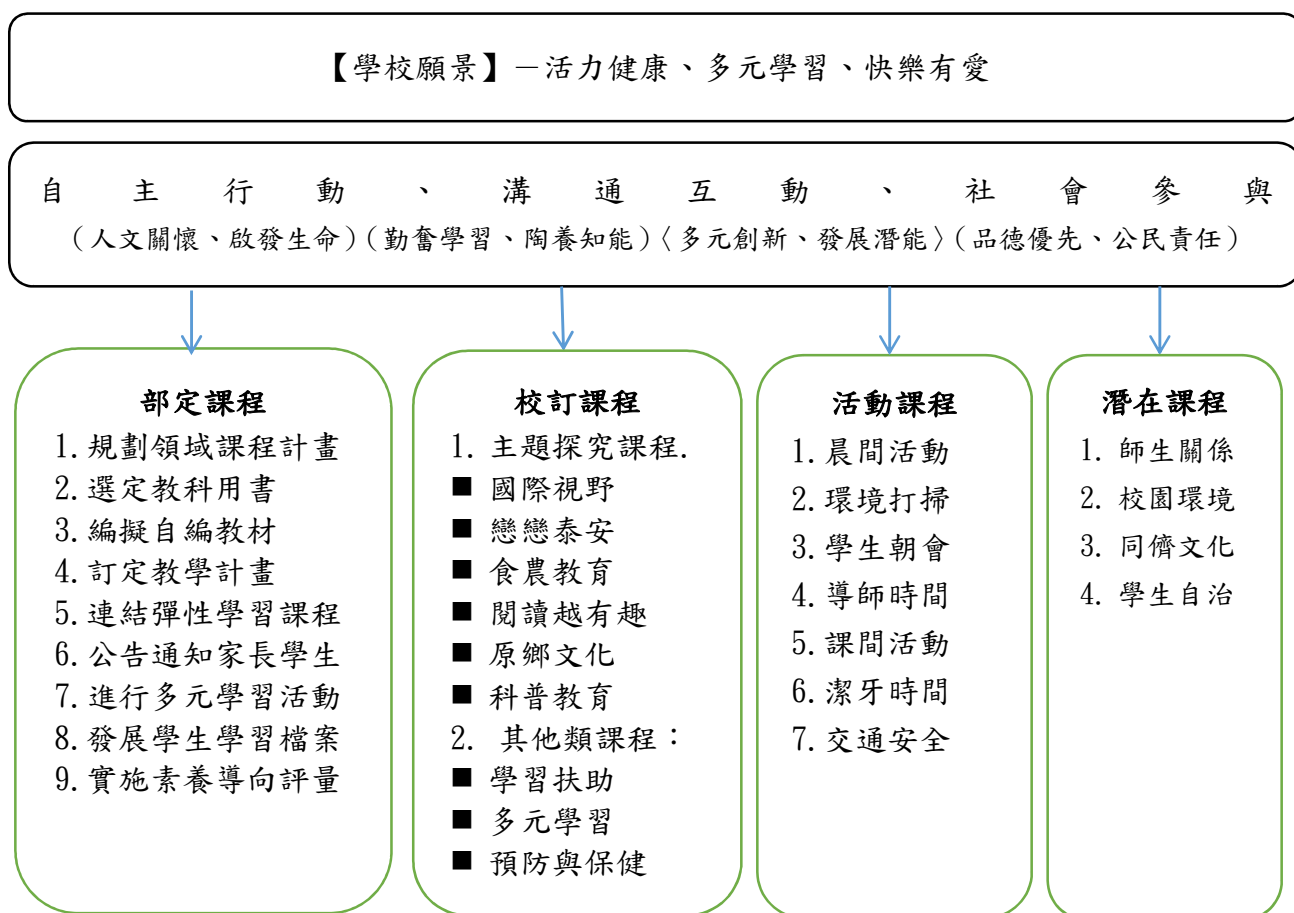 【學校願景】－活力健康、多元學習、快樂有愛
自主行動、溝通互動、社會參與
（人文關懷、啟發生命）（勤奮學習、陶養知能）〈多元創新、發展潛能〉（品德優先、公民責任）
部定課程
1.規劃領域課程計畫
2.選定教科用書
3.編擬自編教材
4.訂定教學計畫
5.連結彈性學習課程
6.公告通知家長學生
7.進行多元學習活動
8.發展學生學習檔案
9.實施素養導向評量
校訂課程
1. 主題探究課程.
■ 國際視野
■ 戀戀泰安
■ 食農教育
■ 閱讀越有趣
■ 原鄉文化
■ 科普教育
2. 其他類課程：
■ 學習扶助
■ 多元學習
■ 預防與保健
活動課程
1.晨間活動
2.環境打掃
3.學生朝會
4.導師時間
5.課間活動
6.潔牙時間
7.交通安全
潛在課程
1. 師生關係
2. 校園環境
3. 同儕文化
4. 學生自治